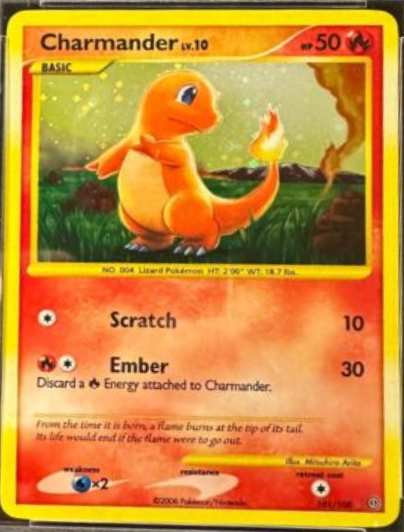 Charmander LV.10 HP 50
BASIC
NO. 004 Lizard Pokémon HT: 2'00" WT: 18.7 lbs.
Scratch 10
Ember 30
Discard a Energy attached to Charmander.
From the time it is born, a flame burns at the tip of its tail.
Its life would end if the flame were to go out.
Illus. Mitsuhiro Arita
weakness resistance retreat cost
×2
©2006 Pokémon/Nintendo